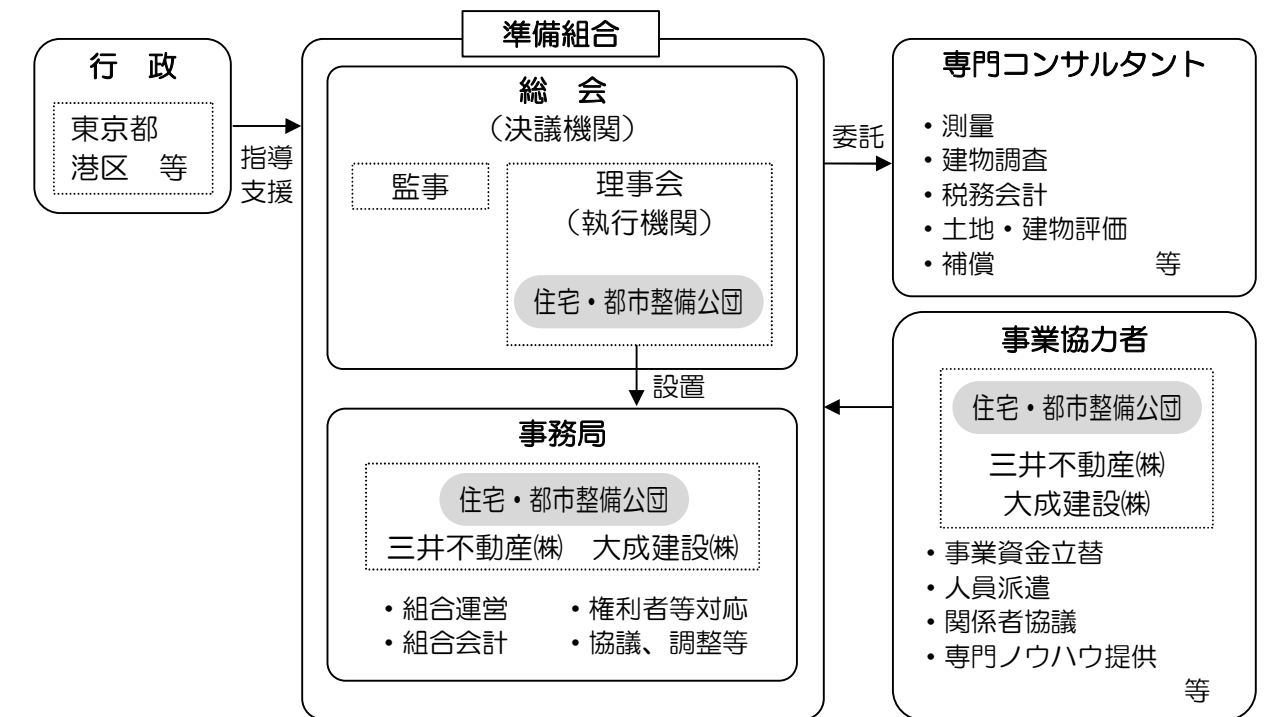 準備組合
行　政
東京都
港区　等
指導
支援
総　会
（決議機関）
監事
理事会
（執行機関）
住宅・都市整備公団
設置
事務局
住宅・都市整備公団
三井不動産㈱　大成建設㈱
・組合運営　・権利者等対応
・組合会計　・協議、調整等
委託
専門コンサルタント
・測量
・建物調査
・税務会計
・土地・建物評価
・補償　等
事業協力者
住宅・都市整備公団
三井不動産㈱
大成建設㈱
・事業資金立替
・人員派遣
・関係者協議
・専門ノウハウ提供
等